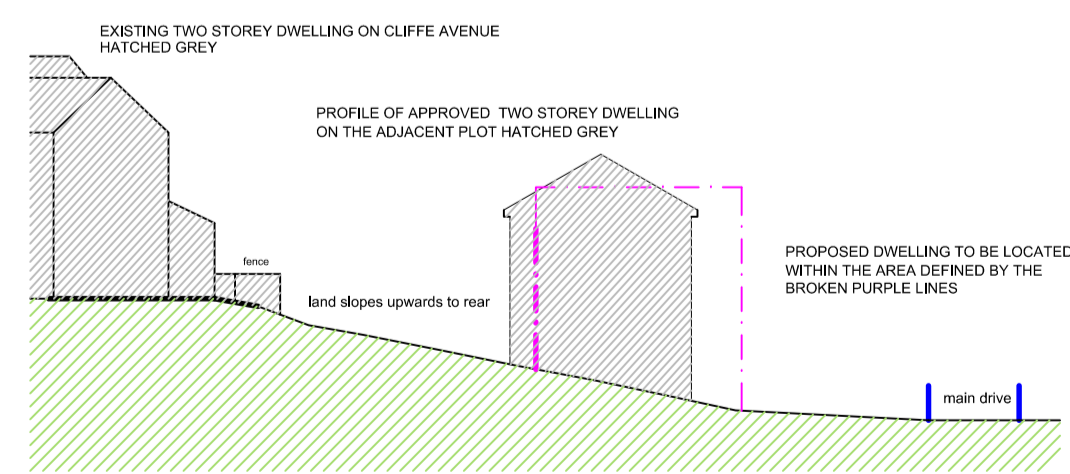 EXISTING TWO STOREY DWELLING ON CLIFFE AVENUE
HATCHED GREY
PROFILE OF APPROVED TWO STOREY DWELLING
ON THE ADJACENT PLOT HATCHED GREY
PROPOSED DWELLING TO BE LOCATED
WITHIN THE AREA DEFINED BY THE
BROKEN PURPLE LINES
fence
land slopes upwards to rear
main drive